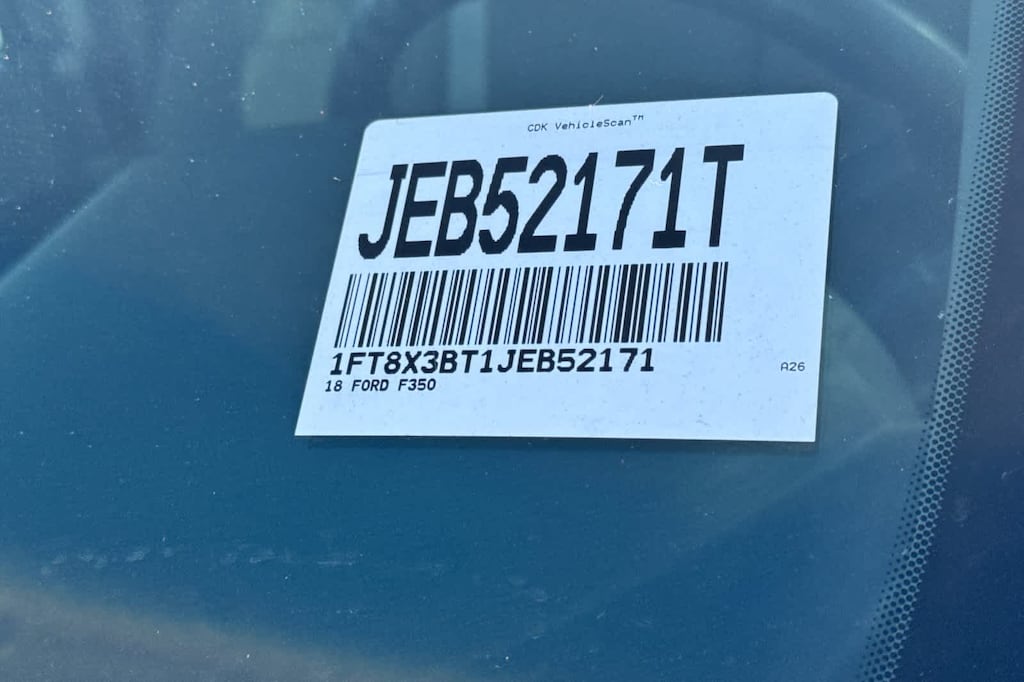 CDK VehicleScan™
JEB52171T
1FT8X3BT1JEB52171
18 FORD F350
A26